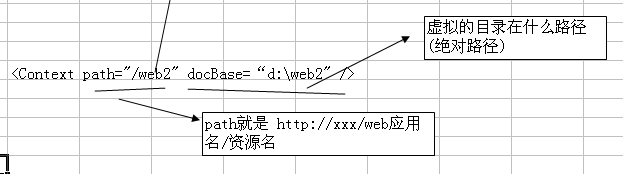 虚拟的目录在什么路径
(绝对路径)
<Context path="/web2" docBase=“d:\web2” />
path就是 http://xxx/web应用
名/资源名